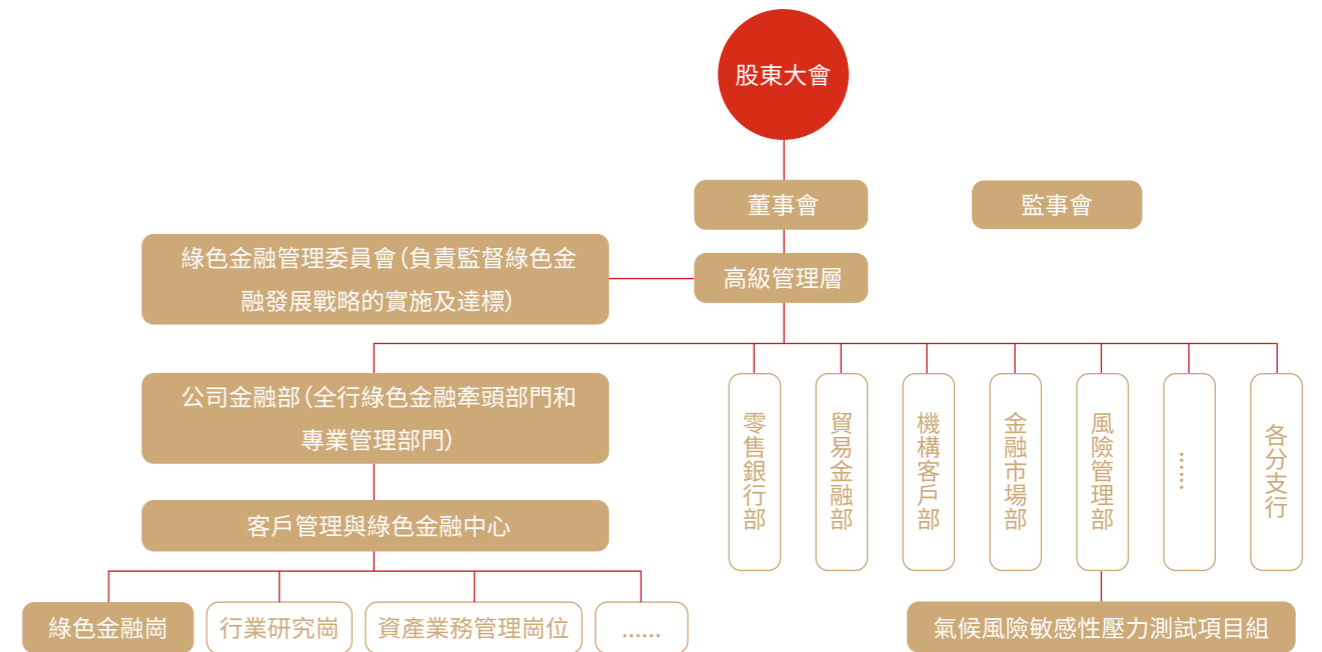 股東大會
董事會
監事會
綠色金融管理委員會(負責監督綠色金
融發展戰略的實施及達標)
高級管理層
公司金融部(全行綠色金融牽頭部門和
專業管理部門)
零售銀行部
貿易金融部
機構客戶部
金融市場部
風險管理部
......
各分支行
客戶管理與綠色金融中心
綠色金融崗
行業研究崗
資產業務管理崗位
......
氣候風險敏感性壓力測試項目組